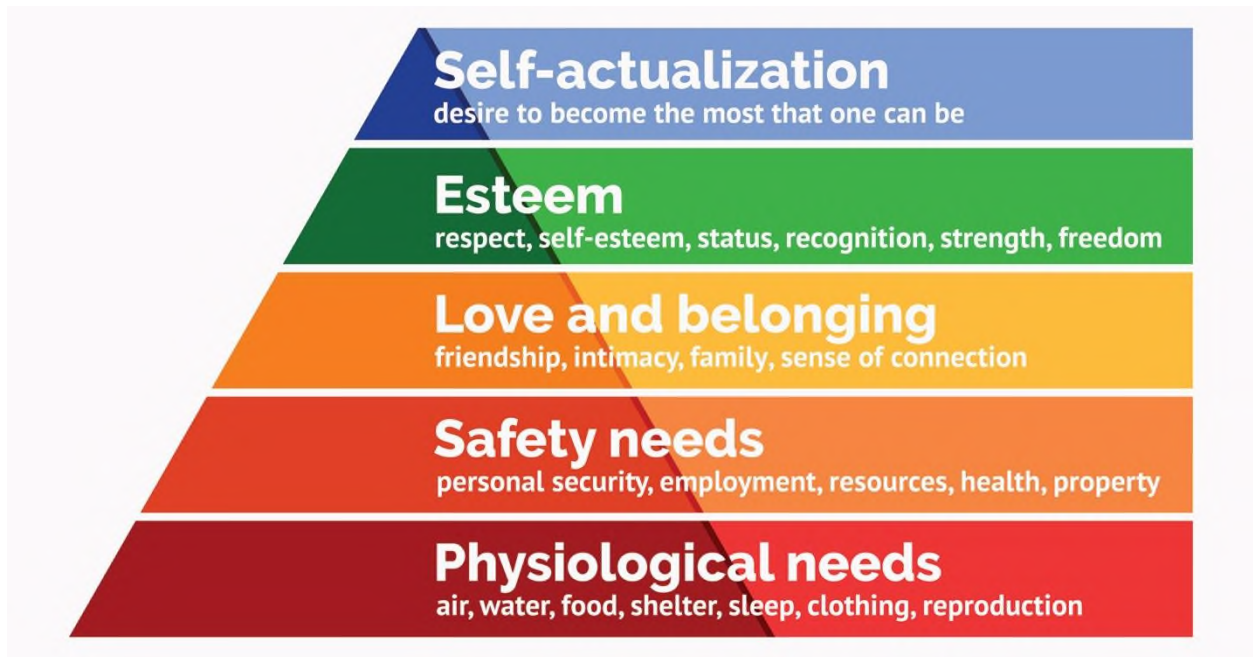 Self-actualization
desire to become the most that one can be
Esteem
respect, self-esteem, status, recognition, strength, freedom
Love and belonging
friendship, intimacy, family, sense of connection
Safety needs
personal security, employment, resources, health, property
Physiological needs
air, water, food, shelter, sleep, clothing, reproduction